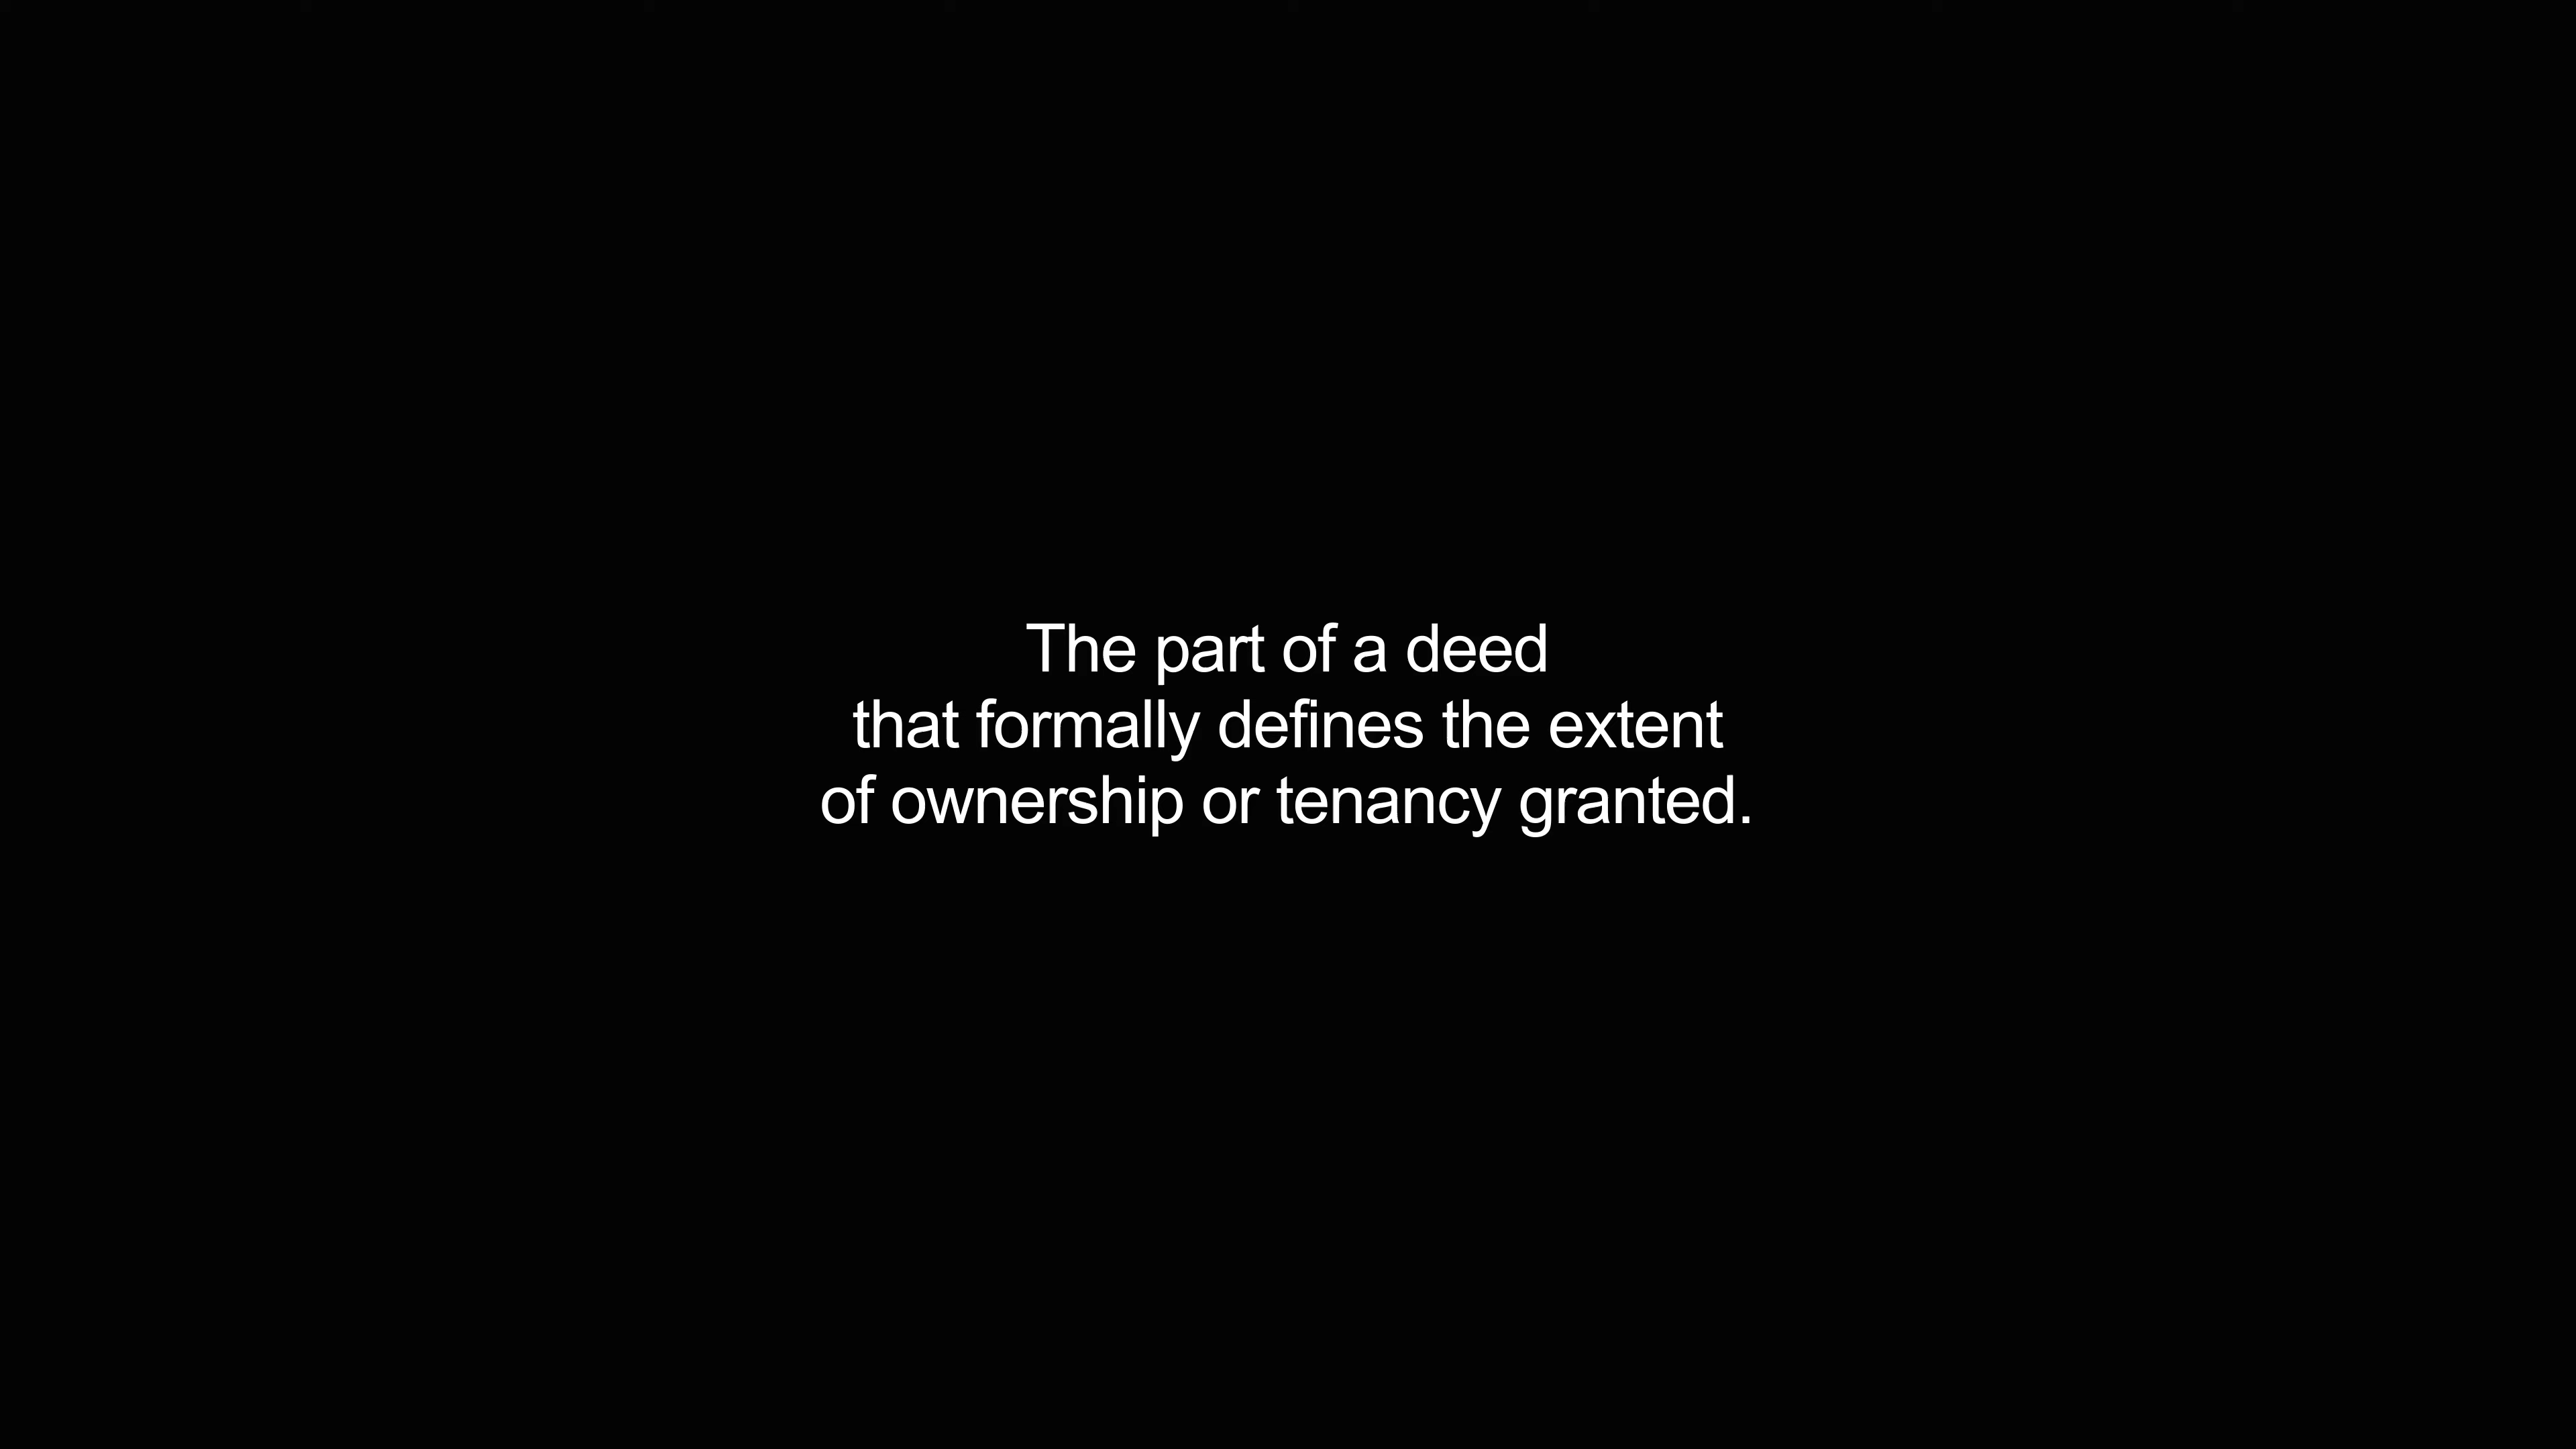 The part of a deed
that formally defines the extent
of ownership or tenancy granted.